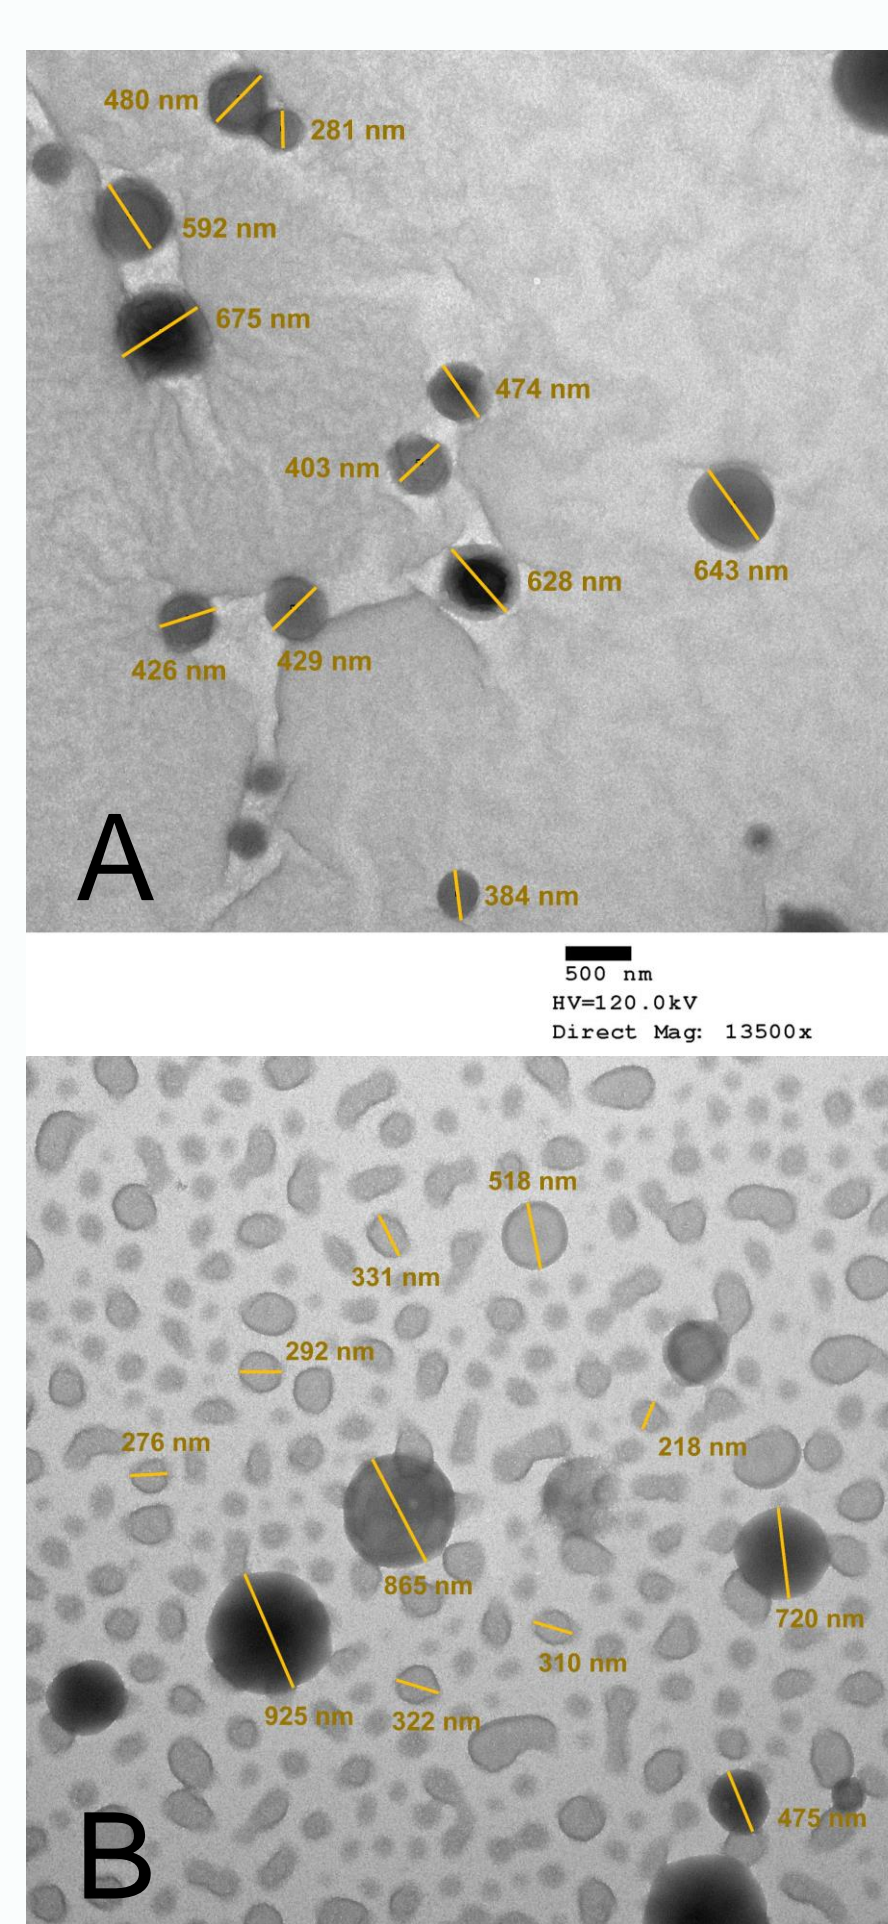 480 nm
281 nm
592 nm
675 nm
474 nm
403 nm
643 nm
628 nm
426 nm
429 nm
A
384 nm
500 nm
HV=120.0kV
Direct Mag: 13500x
518 nm
331 nm
292 nm
276 nm
218 nm
865 nm
720 nm
310 nm
925 nm
322 nm
475 nm
B